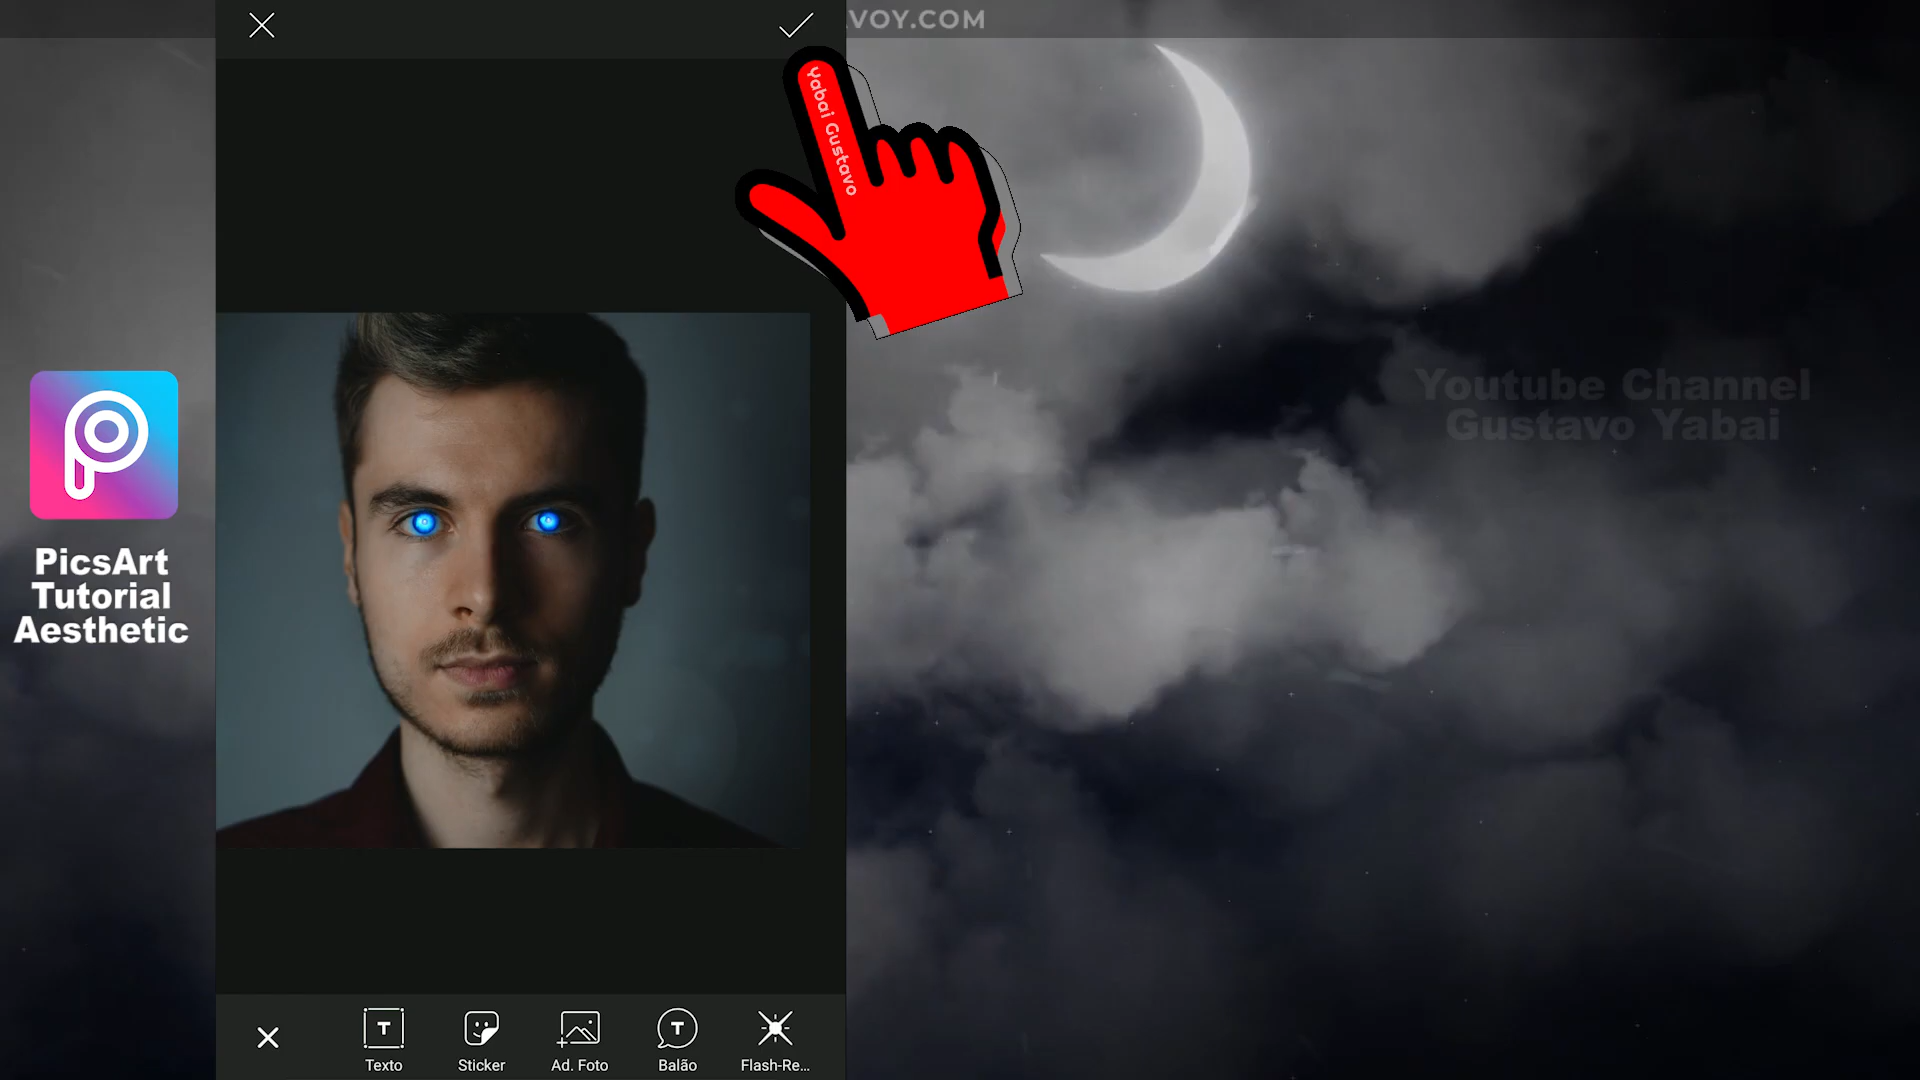 VOY.COM
Yabai Gustavo
Youtube Channel
Gustavo Yabai
PicsArt
Tutorial
Aesthetic
Texto
Sticker
Ad. Foto
Balão
Flash-Re...